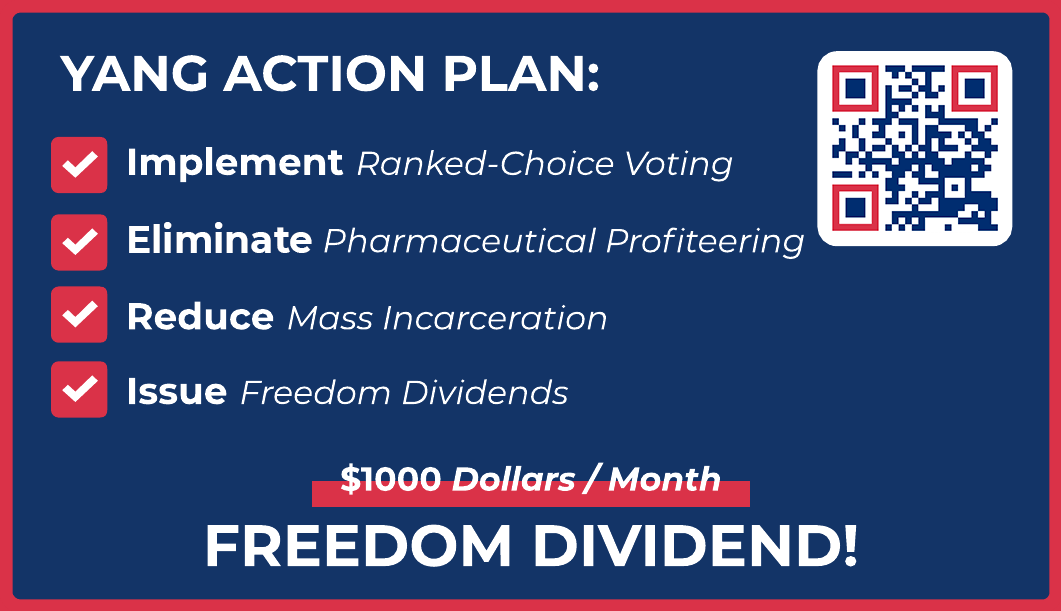 YANG ACTION PLAN:
Implement Ranked-Choice Voting
Eliminate Pharmaceutical Profiteering
Reduce Mass Incarceration
Issue Freedom Dividends
$1000 Dollars / Month
FREEDOM DIVIDEND!